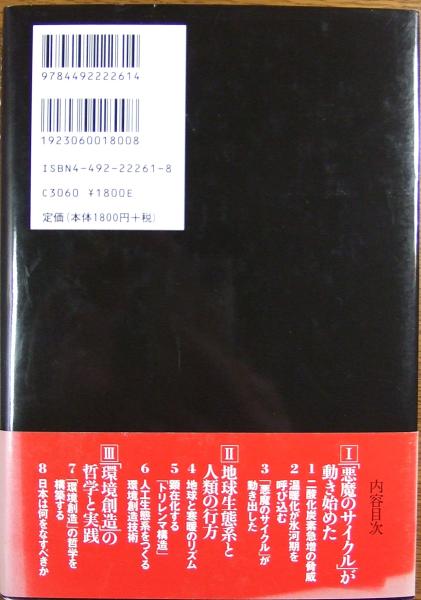 9784492222614
1923060018008
ISBN4-492-22261-8
C3060 ¥1800E
定価(本体1800円+税)
内容目次
Ⅰ「悪魔のサイクル」が
動き始めた
1 二酸化炭素急増の脅威
2 温暖化が氷河期を
呼び込む
3 「悪魔のサイクル」が
動き出した
Ⅱ 地球生態系と
人類の行方
4 地球と衰暖のリズム
5 顕在化する
「トリレンマ構造」
6 人工生態系をつくる
環境創造技術
Ⅲ「環境創造」の
哲学と実践
7 「環境創造」の哲学を
構築する
8 日本は何をなすべきか